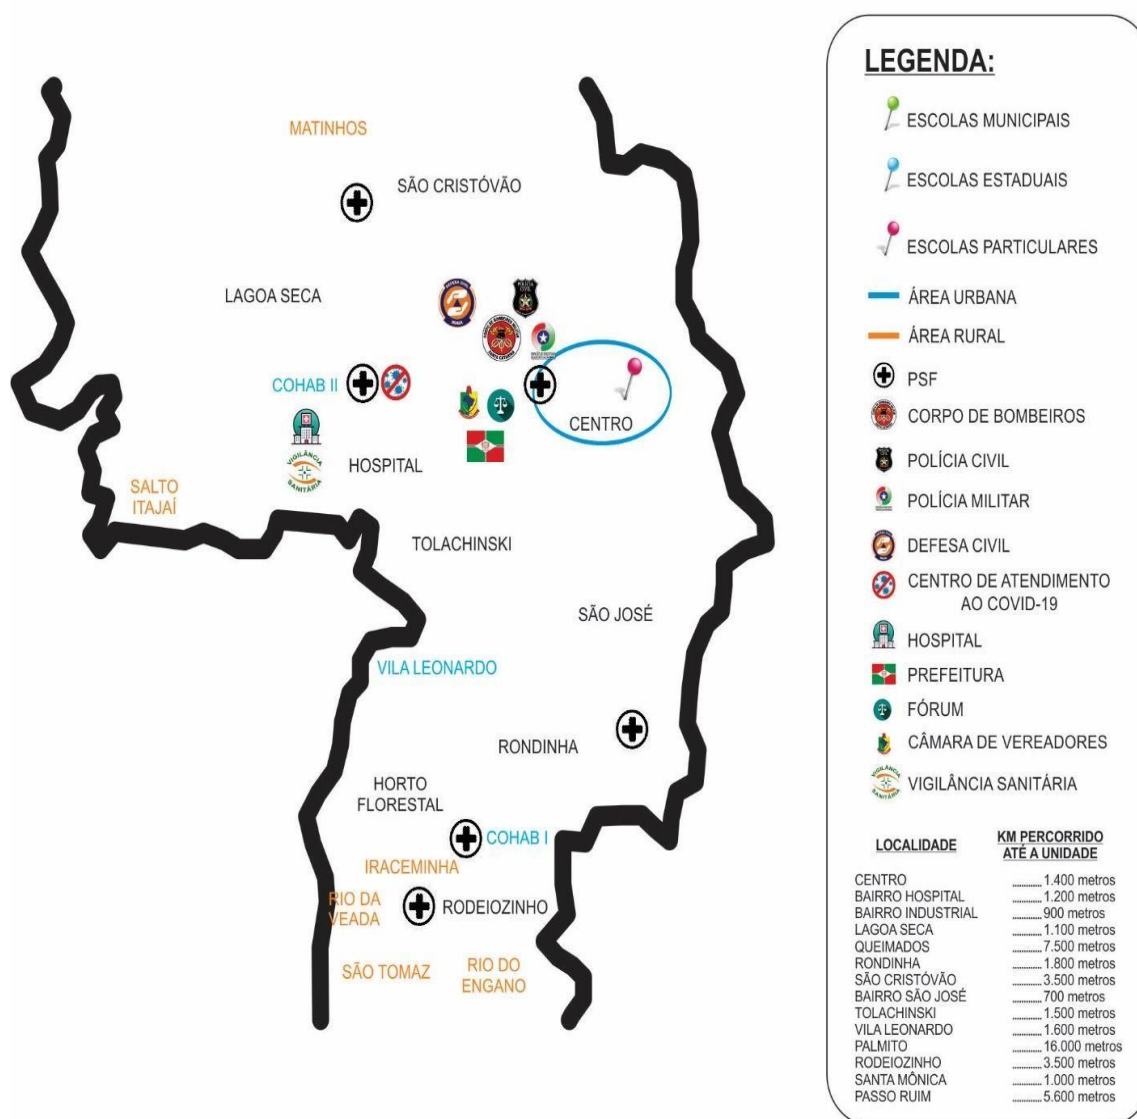 MATINHOS
SÃO CRISTÓVÃO
LAGOA SECA
COHAB II
CENTRO
HOSPITAL
VIGILÂNCIA
SANITÁRIA
SALTO
ITAJAÍ
TOLACHINSKI
SÃO JOSÉ
VILA LEONARDO
RONDINHA
HORTO
FLORESTAL
COHAB I
IRACEMINHA
RIO DA
VEADA
RODEIOZINHO
SÃO TOMAZ
RIO DO
ENGANO
LEGENDA:
ESCOLAS MUNICIPAIS
ESCOLAS ESTADUAIS
ESCOLAS PARTICULARES
ÁREA URBANA
ÁREA RURAL
PSF
CORPO DE BOMBEIROS
POLÍCIA CIVIL
POLÍCIA MILITAR
DEFESA CIVIL
CENTRO DE ATENDIMENTO
AO COVID-19
HOSPITAL
PREFEITURA
FÓRUM
CÂMARA DE VEREADORES
VIGILÂNCIA
SANITÁRIA
VIGILÂNCIA SANITÁRIA
LOCALIDADE KM PERCORRIDO
ATÉ A UNIDADE
CENTRO ............. 1.400 metros
BAIRRO HOSPITAL ............. 1.200 metros
BAIRRO INDUSTRIAL ............. 900 metros
LAGOA SECA ............. 1.100 metros
QUEIMADOS ............. 7.500 metros
RONDINHA ............. 1.800 metros
SÃO CRISTÓVÃO ............. 3.500 metros
BAIRRO SÃO JOSÉ ............. 700 metros
TOLACHINSKI ............. 1.500 metros
VILA LEONARDO ............. 1.600 metros
PALMITO ............. 16.000 metros
RODEIOZINHO ............. 3.500 metros
SANTA MÔNICA ............. 1.000 metros
PASSO RUIM ............. 5.600 metros